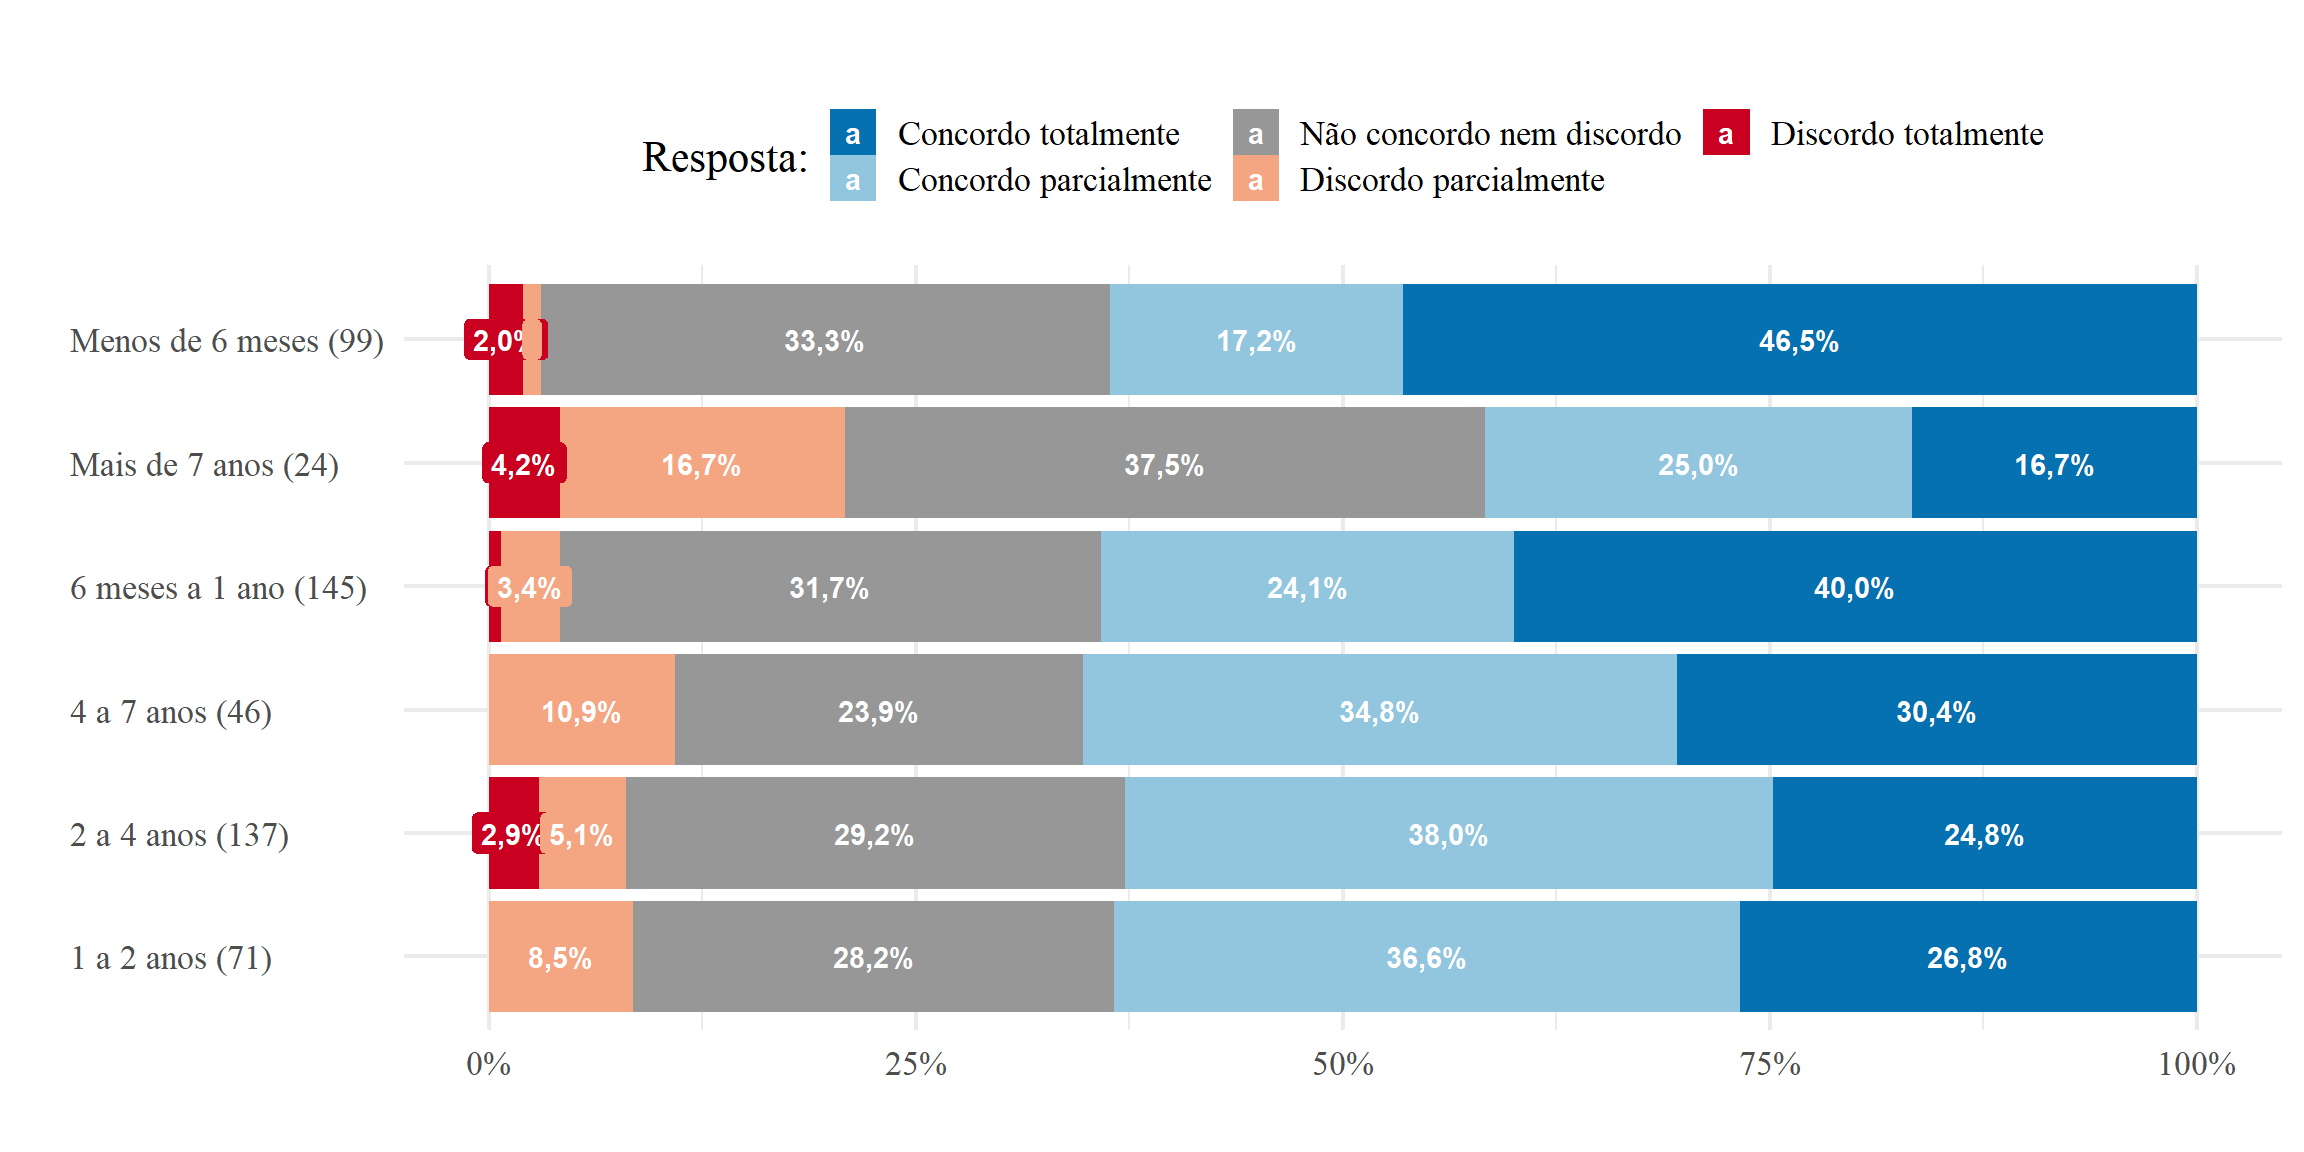 Resposta:
a Concordo totalmente
a Concordo parcialmente
a Não concordo nem discordo
a Discordo parcialmente
a Discordo totalmente
Menos de 6 meses (99) 2,0% 33,3% 17,2% 46,5%
Mais de 7 anos (24) 4,2% 16,7% 37,5% 25,0% 16,7%
6 meses a 1 ano (145) 3,4% 31,7% 24,1% 40,0%
4 a 7 anos (46) 10,9% 23,9% 34,8% 30,4%
2 a 4 anos (137) 2,9% 5,1% 29,2% 38,0% 24,8%
1 a 2 anos (71) 8,5% 28,2% 36,6% 26,8%
0% 25% 50% 75% 100%